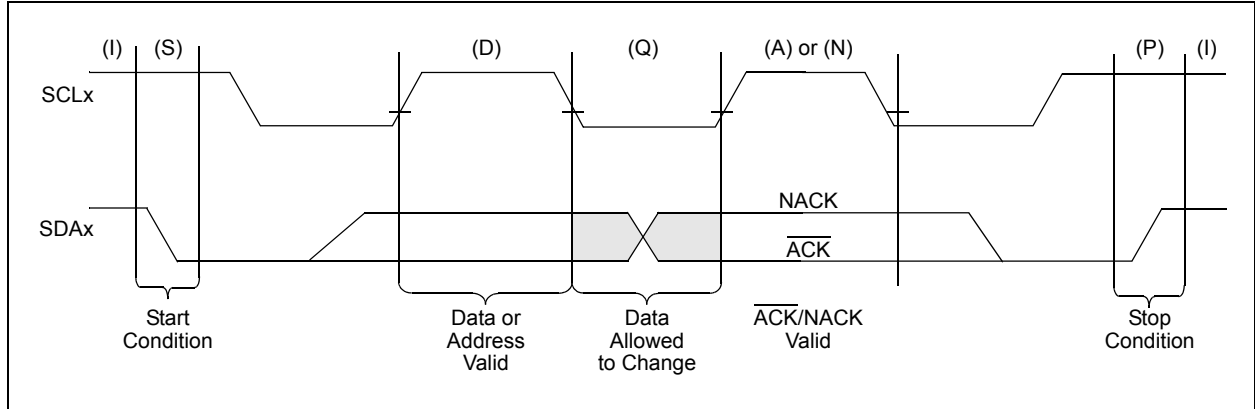 (I) (S) (D) (Q) (A) or (N) (P) (I)
SCLx
NACK
SDAx
ACK
Start
Condition
Data or
Address
Valid
Data
Allowed
to Change
ACK/NACK
Valid
Stop
Condition